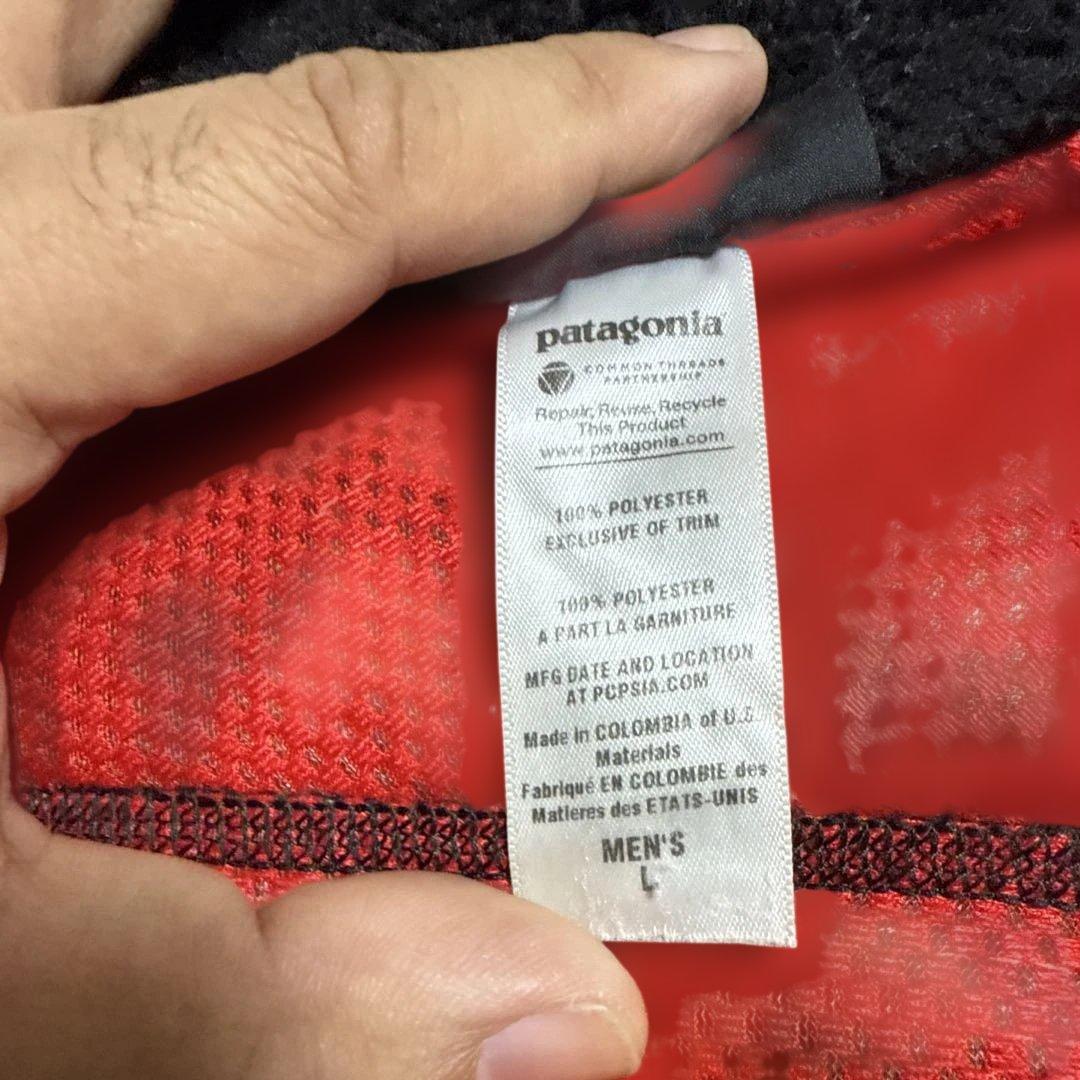 patagonia
COMMON THREADS
PARTNERSHIP
Repair, Reuse, Recycle
This Product
www.patagonia.com
100% POLYESTER
EXCLUSIVE OF TRIM
100% POLYESTER
A PART LA GARNITURE
MFG DATE AND LOCATION
AT PCPSIA.COM
Made in COLOMBIA of U.S.
Materials
Fabriqué EN COLOMBIE des
Matieres des ETATS-UNIS
MEN'S
L